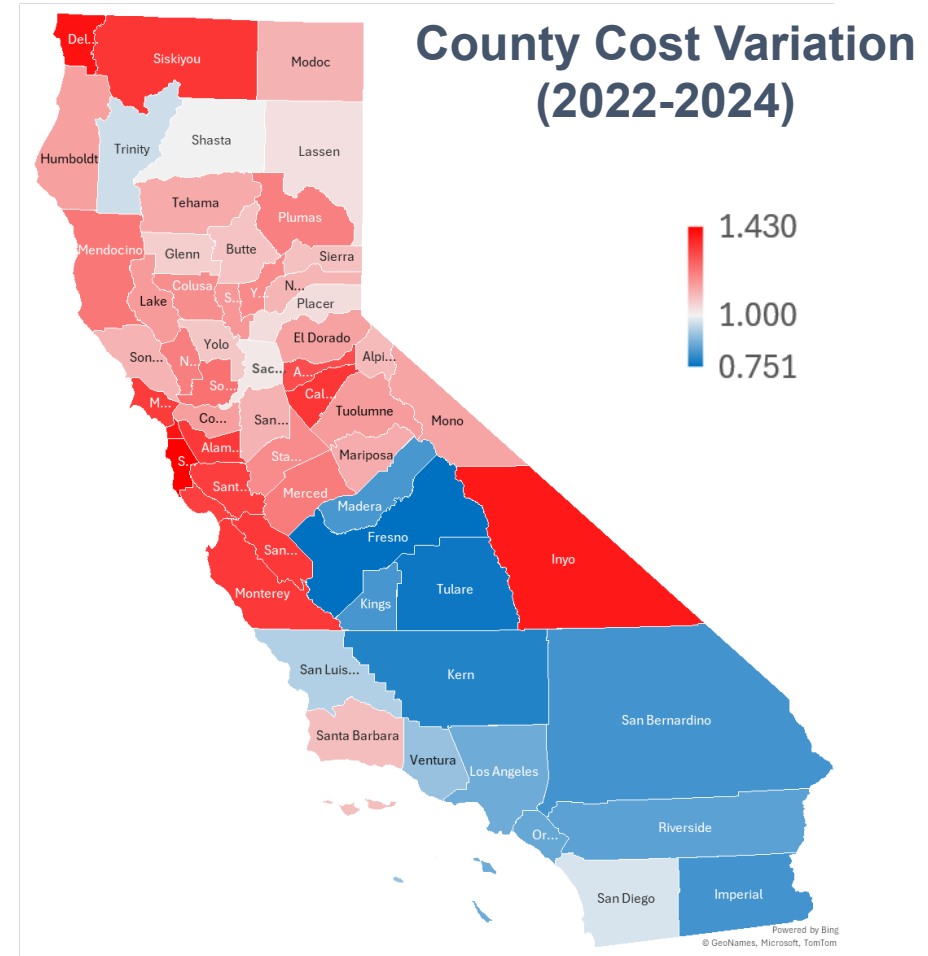 County Cost Variation
(2022-2024)
1.430
1.000
0.751
Del...
Siskiyou
Modoc
Humboldt
Trinity
Shasta
Lassen
Tehama
Plumas
Mendocino
Glenn
Butte
Sierra
Lake
Colusa
S...
Y...
N...
Placer
Son...
N...
Yolo
So...
Sac...
El Dorado
Alpi...
A...
Cal...
M...
Co...
San...
Tuolumne
Mono
S.
Alam...
Sta...
Mariposa
Sant...
Merced
Madera
San...
Fresno
Inyo
Monterey
Kings
Tulare
San Luis...
Kern
Santa Barbara
Ventura
Los Angeles
San Bernardino
Or...
Riverside
San Diego
Imperial
Powered by Bing
© GeoNames, Microsoft, TomTom